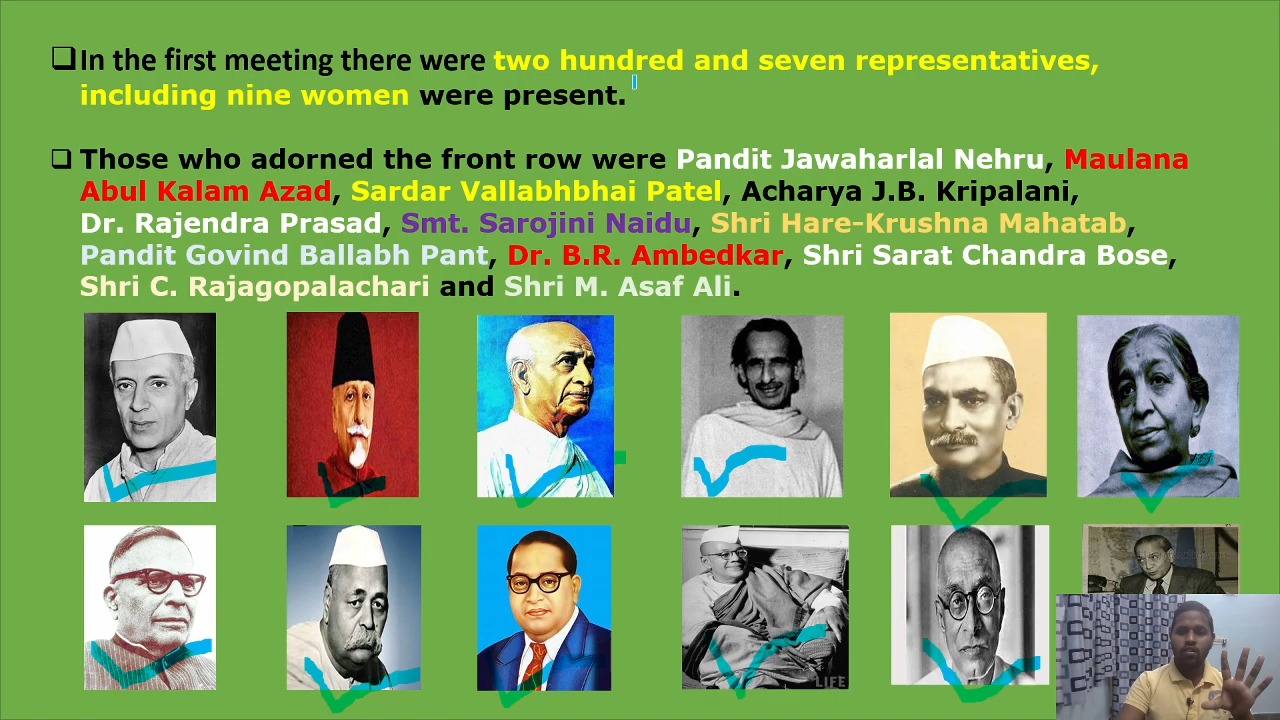 In the first meeting there were two hundred and seven representatives,
including nine women were present.
Those who adorned the front row were Pandit Jawaharlal Nehru, Maulana
Abul Kalam Azad, Sardar Vallabhbhai Patel, Acharya J.B. Kripalani,
Dr. Rajendra Prasad, Smt. Sarojini Naidu, Shri Hare-Krushna Mahatab,
Pandit Govind Ballabh Pant, Dr. B.R. Ambedkar, Shri Sarat Chandra Bose,
Shri C. Rajagopalachari and Shri M. Asaf Ali.
LIFE